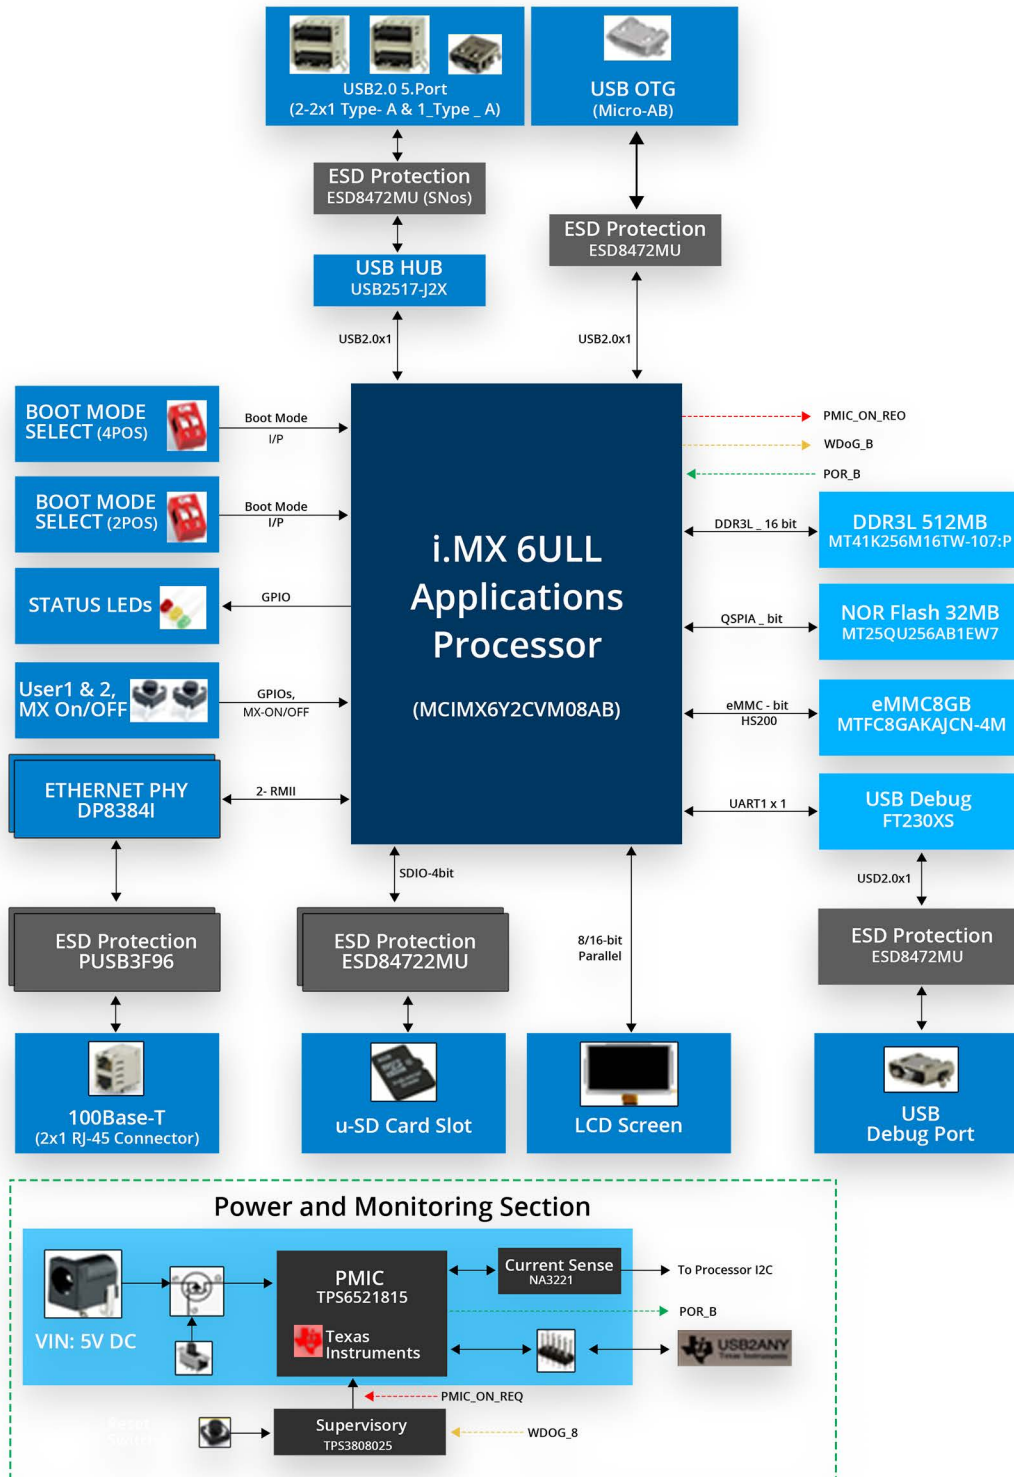 USB2.0 5.Port
(2-2x1 Type- A & 1_Type _ A)
USB OTG
(Micro-AB)
ESD Protection
ESD8472MU (SNos)
ESD Protection
ESD8472MU
USB HUB
USB2517-J2X
USB2.0x1
USB2.0x1
BOOT MODE
SELECT (4POS)
Boot Mode
I/P
BOOT MODE
SELECT (2POS)
Boot Mode
I/P
STATUS LEDs
GPIO
User1 & 2,
MX On/OFF
GPIOs,
MX-ON/OFF
ETHERNET PHY
DP8384I
2- RMII
i.MX 6ULL
Applications
Processor
(MCIMX6Y2CVM08AB)
PMIC_ON_REO
WDoG_B
POR_B
DDR3L _ 16 bit
DDR3L 512MB
MT41K256M16TW-107:P
QSPIA _ bit
NOR Flash 32MB
MT25QU256AB1EW7
eMMC - bit
HS200
eMMC8GB
MTFC8GAKAJCN-4M
UART1 x 1
USB Debug
FT230XS
SDIO-4bit
USD2.0x1
ESD Protection
PUSB3F96
ESD Protection
ESD84722MU
8/16-bit
Parallel
ESD Protection
ESD8472MU
100Base-T
(2x1 RJ-45 Connector)
u-SD Card Slot
LCD Screen
USB
Debug Port
Power and Monitoring Section
VIN: 5V DC
PMIC
TPS6521815
Texas
Instruments
Current Sense
NA3221
To Processor I2C
POR_B
USB2ANY
Texas Instruments
PMIC_ON_REQ
Supervisory
TPS3808025
WDOG_8